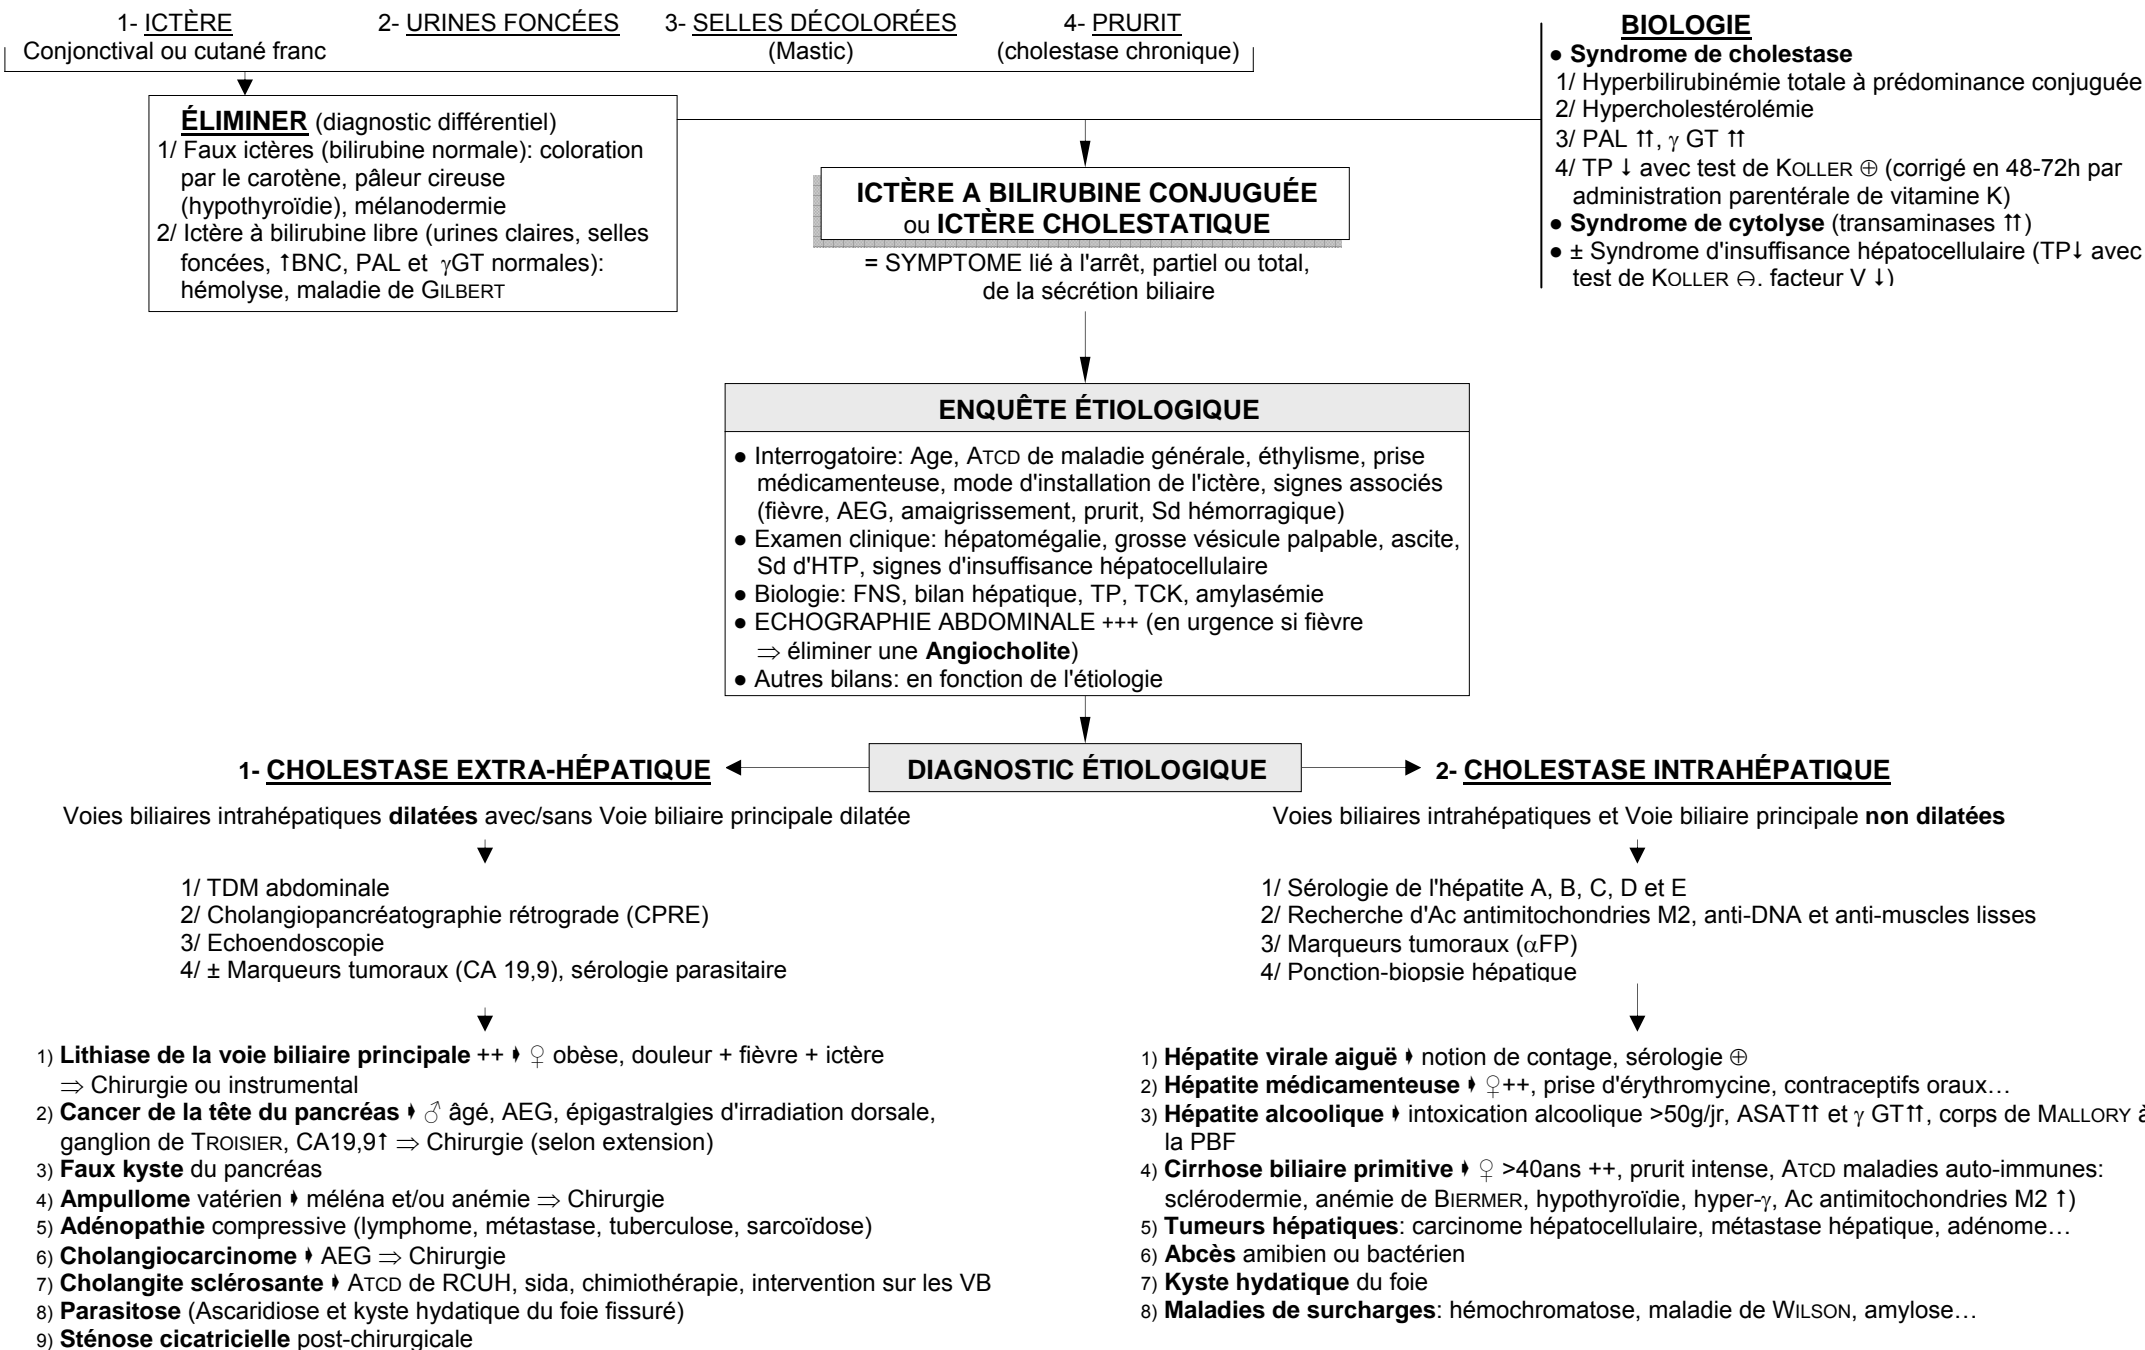 1- ICTÈRE
Conjonctival ou cutané franc
2- URINES FONCÉES
3- SELLES DÉCOLORÉES
(Mastic)
4- PRURIT
(cholestase chronique)
BIOLOGIE
● Syndrome de cholestase
1/ Hyperbilirubinémie totale à prédominance conjuguée
2/ Hypercholestérolémie
3/ PAL ⇈, γ GT ⇈
4/ TP ↓ avec test de KOLLER ⊕ (corrigé en 48-72h par
administration parentérale de vitamine K)
● Syndrome de cytolyse (transaminases ⇈)
● ± Syndrome d'insuffisance hépatocellulaire (TP↓ avec
test de KOLLER ⊖, facteur V ↓)
ÉLIMINER (diagnostic différentiel)
1/ Faux ictères (bilirubine normale): coloration
par le carotène, pâleur cireuse
(hypothyroïdie), mélanodermie
2/ Ictère à bilirubine libre (urines claires, selles
foncées, ↑BNC, PAL et γGT normales):
hémolyse, maladie de GILBERT
ICTÈRE A BILIRUBINE CONJUGUÉE
ou ICTÈRE CHOLESTATIQUE
= SYMPTOME lié à l'arrêt, partiel ou total,
de la sécrétion biliaire
ENQUÊTE ÉTIOLOGIQUE
● Interrogatoire: Age, ATCD de maladie générale, éthylisme, prise
médicamenteuse, mode d'installation de l'ictère, signes associés
(fièvre, AEG, amaigrissement, prurit, Sd hémorragique)
● Examen clinique: hépatomégalie, grosse vésicule palpable, ascite,
Sd d'HTP, signes d'insuffisance hépatocellulaire
● Biologie: FNS, bilan hépatique, TP, TCK, amylasémie
● ECHOGRAPHIE ABDOMINALE +++ (en urgence si fièvre
⇒ éliminer une Angiocholite)
● Autres bilans: en fonction de l'étiologie
DIAGNOSTIC ÉTIOLOGIQUE
1- CHOLESTASE EXTRA-HÉPATIQUE
Voies biliaires intrahépatiques dilatées avec/sans Voie biliaire principale dilatée
1/ TDM abdominale
2/ Cholangiopancréatographie rétrograde (CPRE)
3/ Echoendoscopie
4/ ± Marqueurs tumoraux (CA 19,9), sérologie parasitaire
1) Lithiase de la voie biliaire principale ++ ➧ ♀ obèse, douleur + fièvre + ictère
⇒ Chirurgie ou instrumental
2) Cancer de la tête du pancréas ➧ ♂ âgé, AEG, épigastralgies d'irradiation dorsale,
ganglion de TROISIER, CA19,9↑ ⇒ Chirurgie (selon extension)
3) Faux kyste du pancréas
4) Ampullome vatérien ➧ méléna et/ou anémie ⇒ Chirurgie
5) Adénopathie compressive (lymphome, métastase, tuberculose, sarcoïdose)
6) Cholangiocarcinome ➧ AEG ⇒ Chirurgie
7) Cholangite sclérosante ➧ ATCD de RCUH, sida, chimiothérapie, intervention sur les VB
8) Parasitose (Ascaridiose et kyste hydatique du foie fissuré)
9) Sténose cicatricielle post-chirurgicale
2- CHOLESTASE INTRAHÉPATIQUE
Voies biliaires intrahépatiques et Voie biliaire principale non dilatées
1/ Sérologie de l'hépatite A, B, C, D et E
2/ Recherche d'Ac antimitochondries M2, anti-DNA et anti-muscles lisses
3/ Marqueurs tumoraux (αFP)
4/ Ponction-biopsie hépatique
1) Hépatite virale aiguë ➧ notion de contage, sérologie ⊕
2) Hépatite médicamenteuse ➧ ♀++, prise d'érythromycine, contraceptifs oraux…
3) Hépatite alcoolique ➧ intoxication alcoolique >50g/jr, ASAT⇈ et γ GT⇈, corps de MALLORY à
la PBF
4) Cirrhose biliaire primitive ➧ ♀ >40ans ++, prurit intense, ATCD maladies auto-immunes:
sclérodermie, anémie de BIERMER, hypothyroïdie, hyper-γ, Ac antimitochondries M2 ↑)
5) Tumeurs hépatiques: carcinome hépatocellulaire, métastase hépatique, adénome…
6) Abcès amibien ou bactérien
7) Kyste hydatique du foie
8) Maladies de surcharges: hémochromatose, maladie de WILSON, amylose…